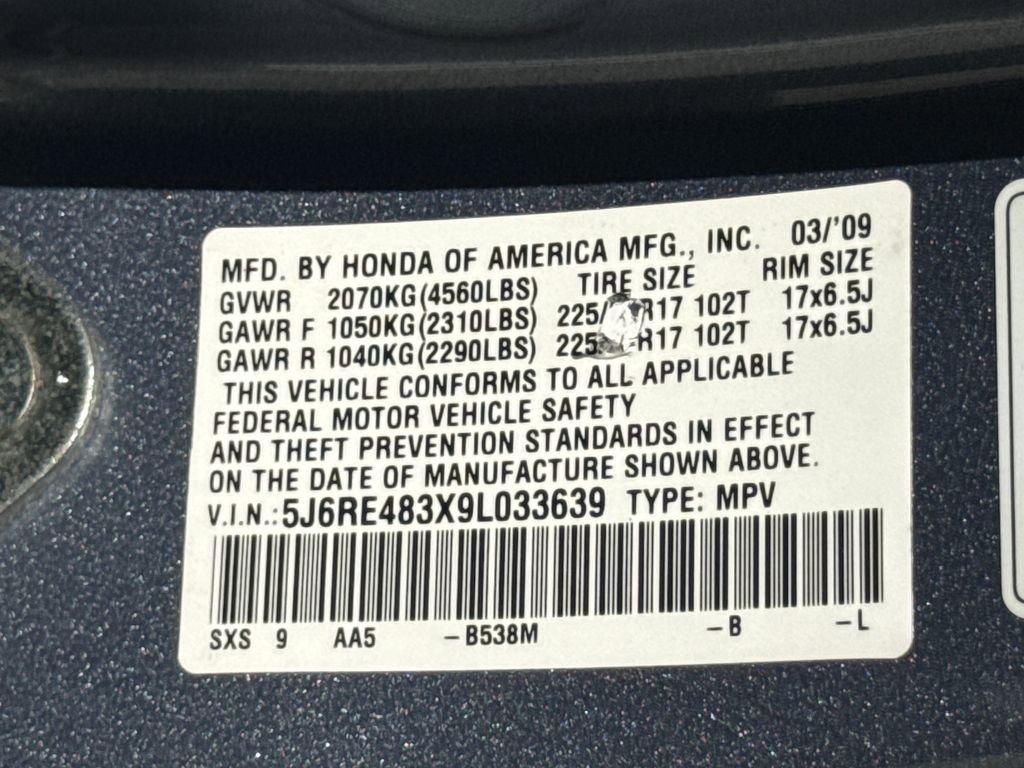 MFD. BY HONDA OF AMERICA MFG., INC. 03/'09
GVWR 2070KG(4560LBS) TIRE SIZE RIM SIZE
GAWR F 1050KG(2310LBS) 225/ R17 102T 17x6.5J
GAWR R 1040KG(2290LBS) 225 R17 102T 17x6.5J
THIS VEHICLE CONFORMS TO ALL APPLICABLE
FEDERAL MOTOR VEHICLE SAFETY
AND THEFT PREVENTION STANDARDS IN EFFECT
ON THE DATE OF MANUFACTURE SHOWN ABOVE.
V.I.N.: 5J6RE483X9L033639 TYPE: MPV
SXS 9 AA5 -B538M -B -L